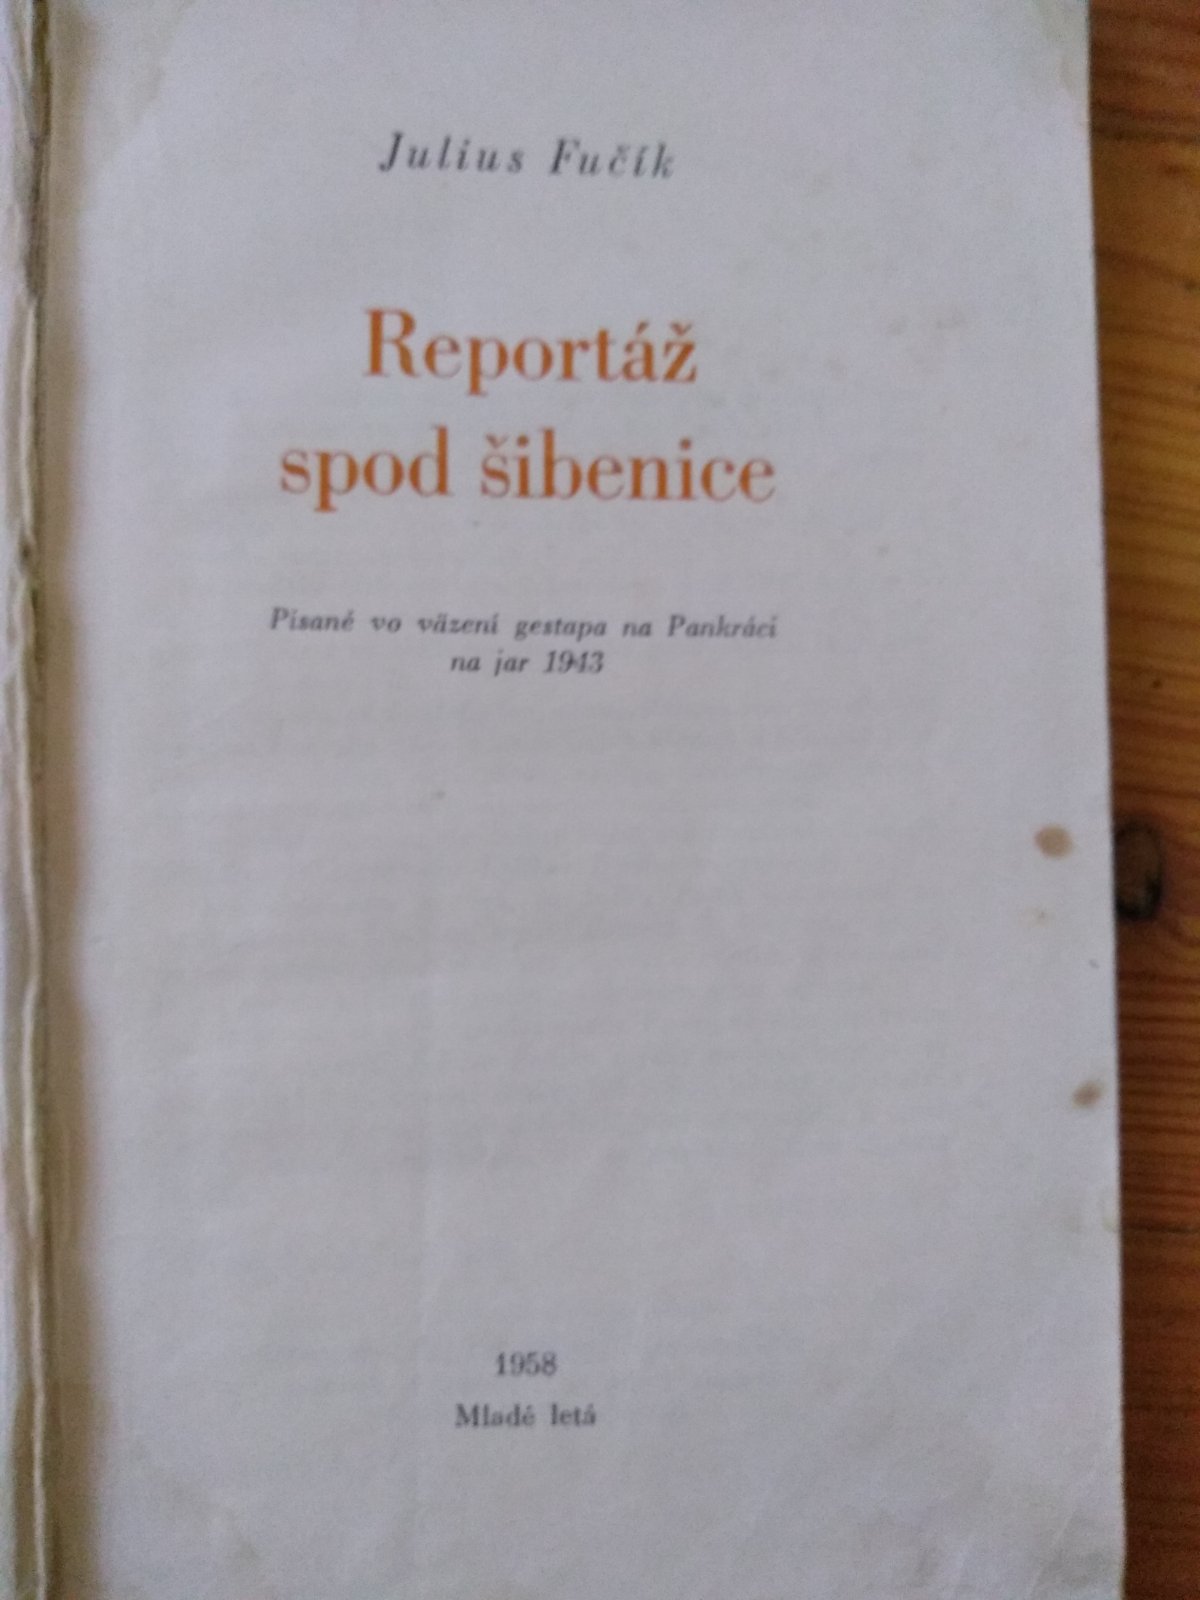 Julius Fučík
Reportáž
spod šibenice
Písané vo väzení gestapa na Pankráci
na jar 1943
1958
Mladé letá